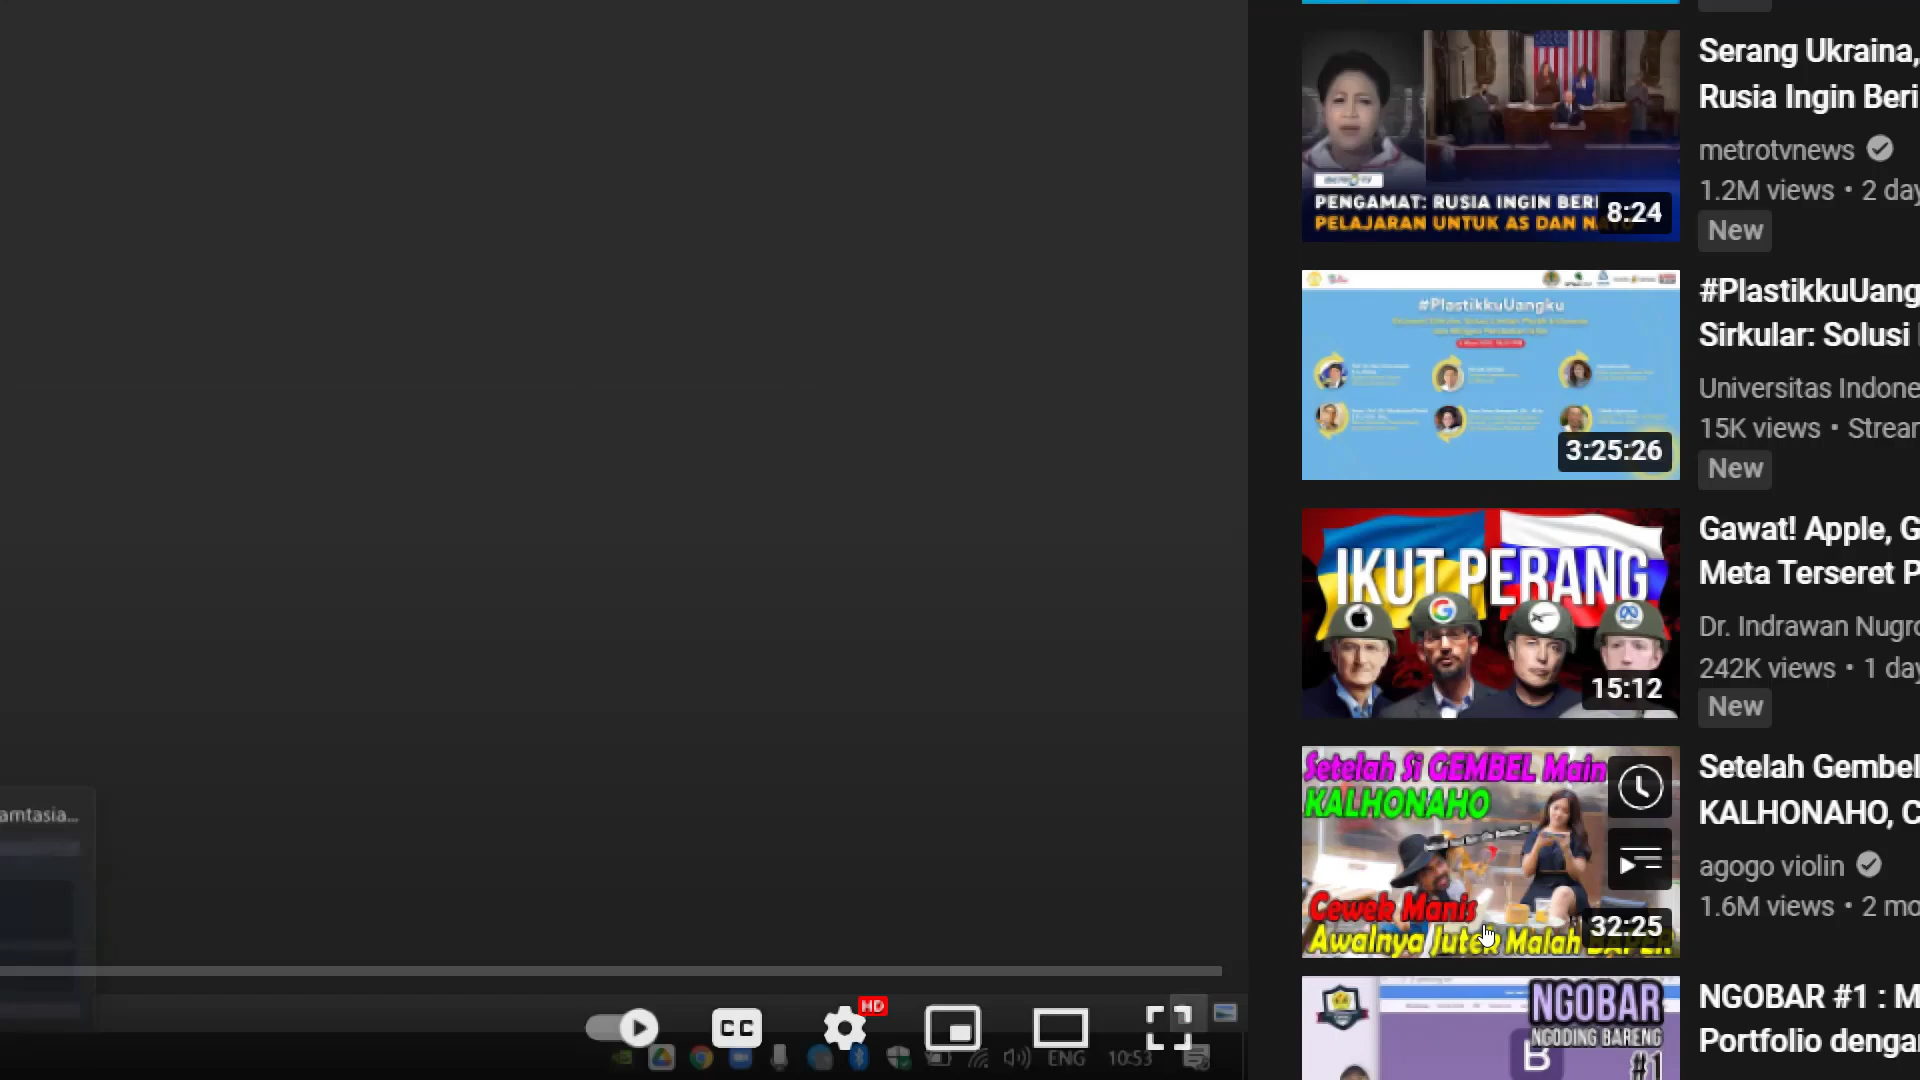 Serang Ukraina,
Rusia Ingin Beri
metrotvnews
1.2M views • 2 day
New
PENGAMAT: RUSIA INGIN BERI
PELAJARAN UNTUK AS DAN NATO
8:24
#PlastikkuUang
Sirkular: Solusi
Universitas Indone
15K views • Strear
New
#PlastikkuUangku
3:25:26
Gawat! Apple, G
Meta Terseret P
Dr. Indrawan Nugro
242K views • 1 day
New
IKUT PERANG
15:12
Setelah Gembel
KALHONAHO, C
agogo violin
1.6M views • 2 mo
Setelah Si GEMBEL Main
KALHONAHO
Cewek Manis
Awalnya Jutek Malah BAPER
32:25
NGOBAR #1 : M
Portfolio denga
NGOBAR
NGODING BARENG
#1
amtasia...
CC
HD
ENG
10:53